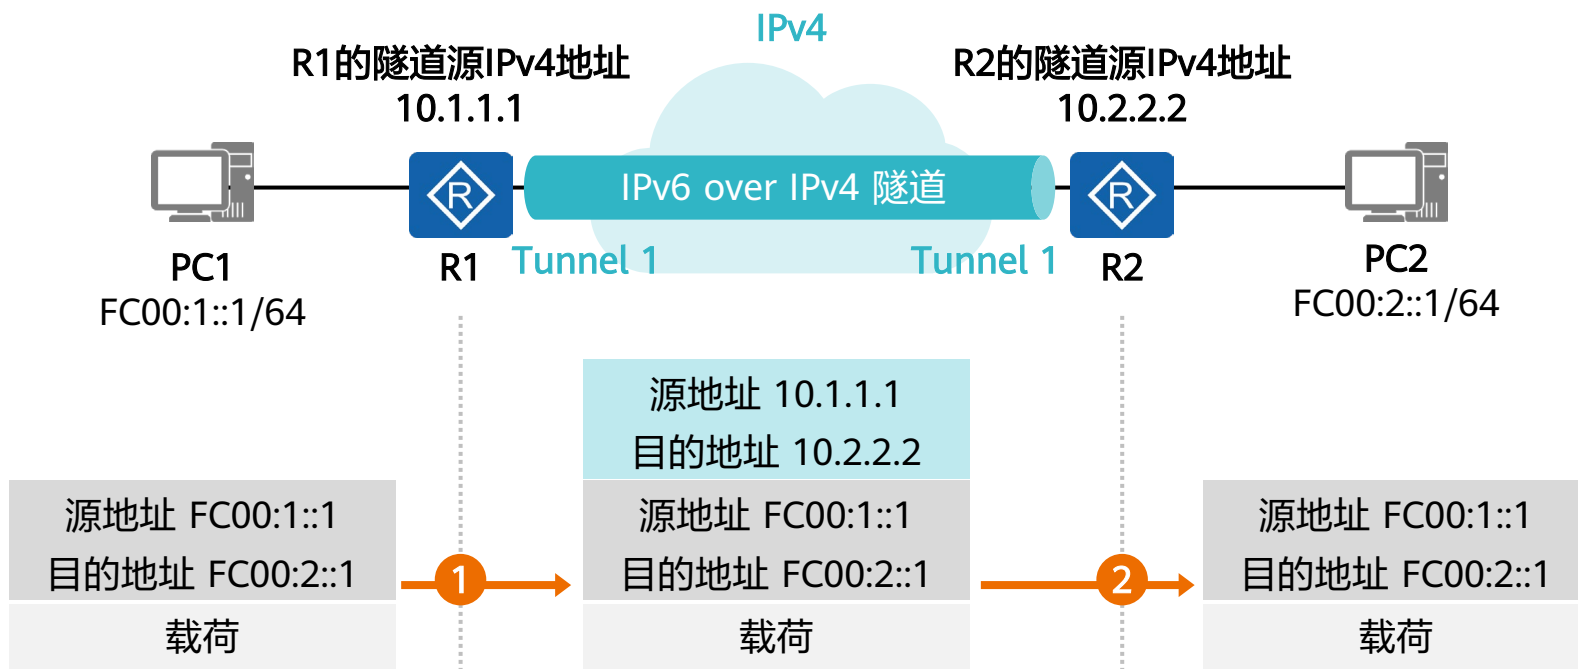 IPv4
R1的隧道源IPv4地址
10.1.1.1
R2的隧道源IPv4地址
10.2.2.2
R
IPv6 over IPv4 隧道
R
Tunnel 1
Tunnel 1
PC1
FC00:1::1/64
R1
R2
PC2
FC00:2::1/64
源地址 10.1.1.1
目的地址 10.2.2.2
源地址 FC00:1::1
目的地址 FC00:2::1
载荷
1
源地址 FC00:1::1
目的地址 FC00:2::1
载荷
2
源地址 FC00:1::1
目的地址 FC00:2::1
载荷